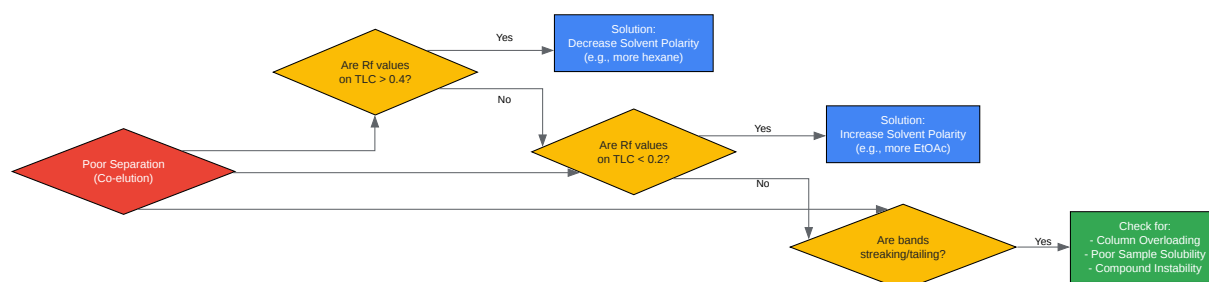 Solution:
Decrease Solvent Polarity
(e.g., more hexane)
Yes
Are Rf values
on TLC > 0.4?
No
Solution:
Increase Solvent Polarity
(e.g., more EtOAc)
Yes
Are Rf values
on TLC < 0.2?
Poor Separation
(Co-elution)
No
Check for:
- Column Overloading
- Poor Sample Solubility
- Compound Instability
Yes
Are bands
streaking/tailing?